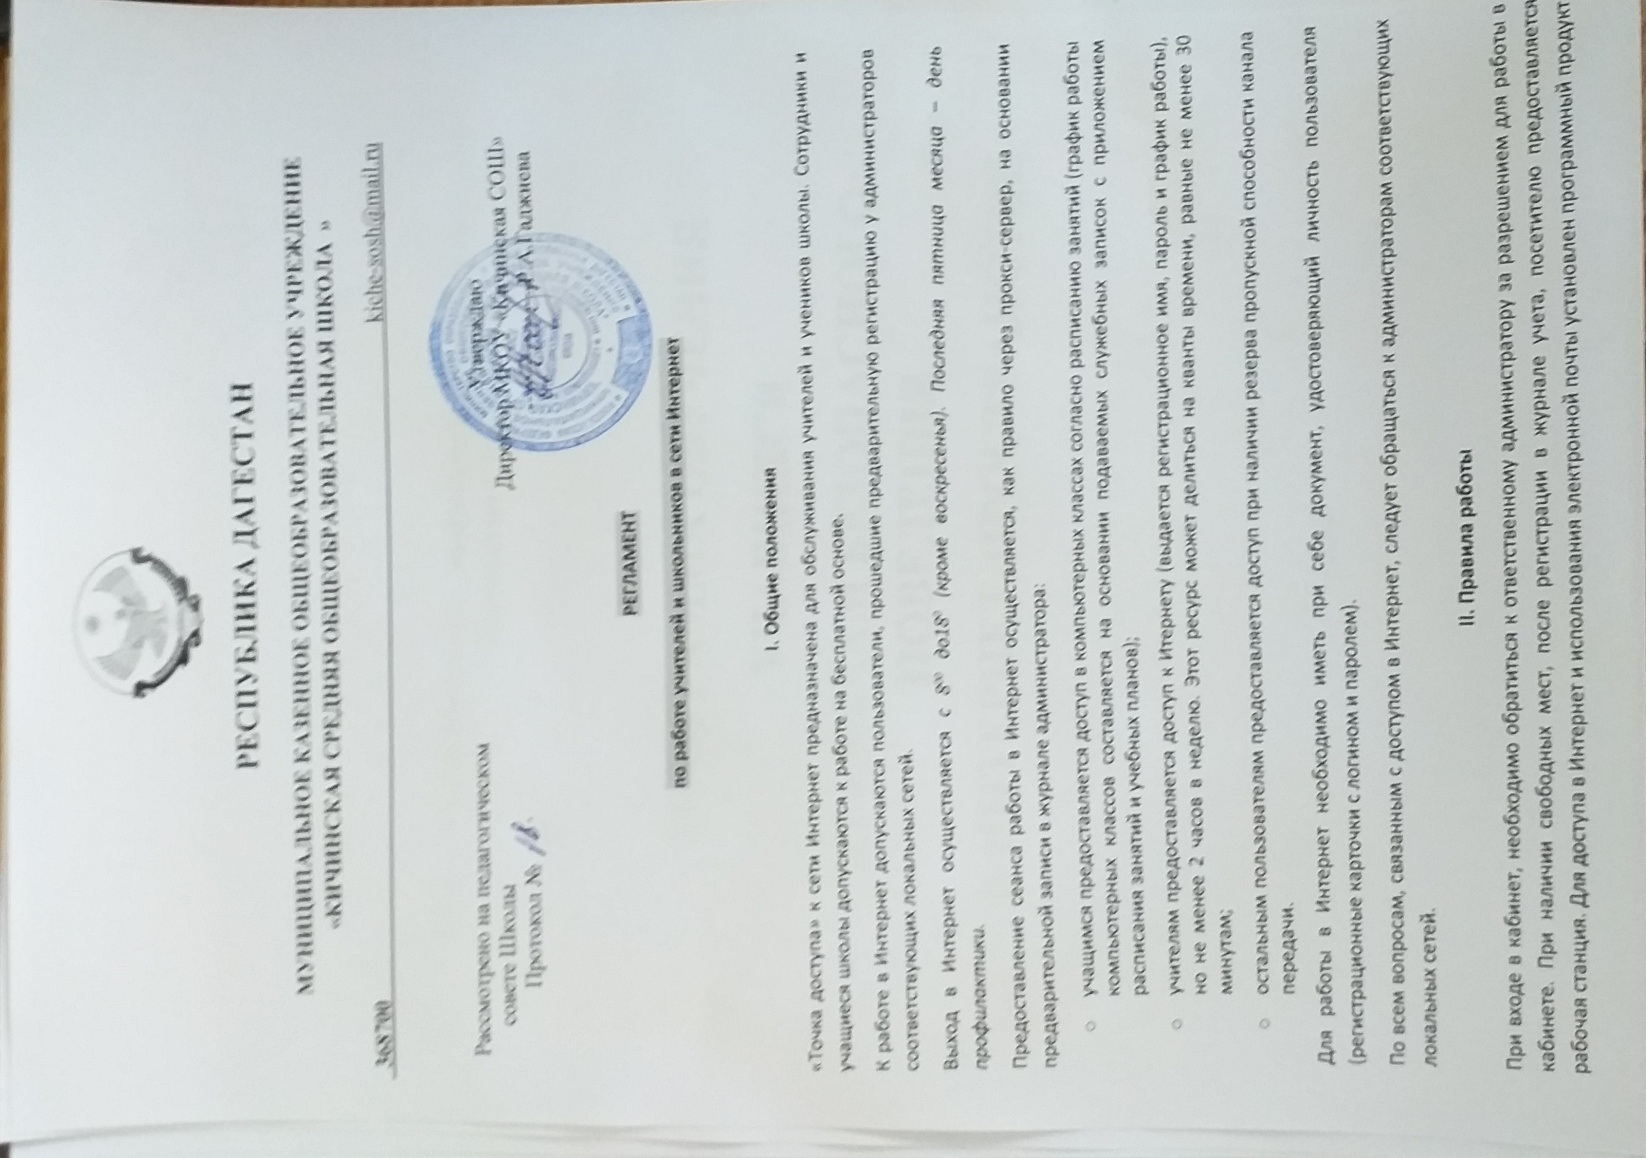 РЕСПУБЛИКА ДАГЕСТАН
МУНИЦИПАЛЬНОЕ КАЗЕННОЕ ОБЩЕОБРАЗОВАТЕЛЬНОЕ УЧРЕЖДЕНИЕ
«КИЧИНСКАЯ СРЕДНЯЯ ОБЩЕОБРАЗОВАТЕЛЬНАЯ ШКОЛА »
368700 kiche-sosh@mail.ru
Рассмотрено на педагогическом
совете Школы
Протокол №
Утверждаю
Директор МКОУ «Кичинская СОШ»
А.Гаджиева
РЕГЛАМЕНТ
по работе учителей и школьников в сети Интернет
I. Общие положения
«Точка доступа» к сети Интернет предназначена для обслуживания учителей и учеников школы. Сотрудники и
учащиеся школы допускаются к работе на бесплатной основе.
К работе в Интернет допускаются пользователи, прошедшие предварительную регистрацию у администраторов
соответствующих локальных сетей.
Выход в Интернет осуществляется с 8⁰⁰ до18⁰ (кроме воскресенья). Последняя пятница месяца – день
профилактики.
Предоставление сеанса работы в Интернет осуществляется, как правило через прокси-сервер, на основании
предварительной записи в журнале администратора:
○ учащимся предоставляется доступ в компьютерных классах согласно расписанию занятий (график работы
компьютерных классов составляется на основании подаваемых служебных записок с приложением
расписания занятий и учебных планов);
○ учителям предоставляется доступ к Итернету (выдается регистрационное имя, пароль и график работы),
но не менее 2 часов в неделю. Этот ресурс может делиться на кванты времени, равные не менее 30
минутам;
○ остальным пользователям предоставляется доступ при наличии резерва пропускной способности канала
передачи.
Для работы в Интернет необходимо иметь при себе документ, удостоверяющий личность пользователя
(регистрационные карточки с логином и паролем).
По всем вопросам, связанным с доступом в Интернет, следует обращаться к администраторам соответствующих
локальных сетей.
II. Правила работы
При входе в кабинет, необходимо обратиться к ответственному администратору за разрешением для работы в
кабинете. При наличии свободных мест, после регистрации в журнале учета, посетителю предоставляется
рабочая станция. Для доступа в Интернет и использования электронной почты установлен программный продукт